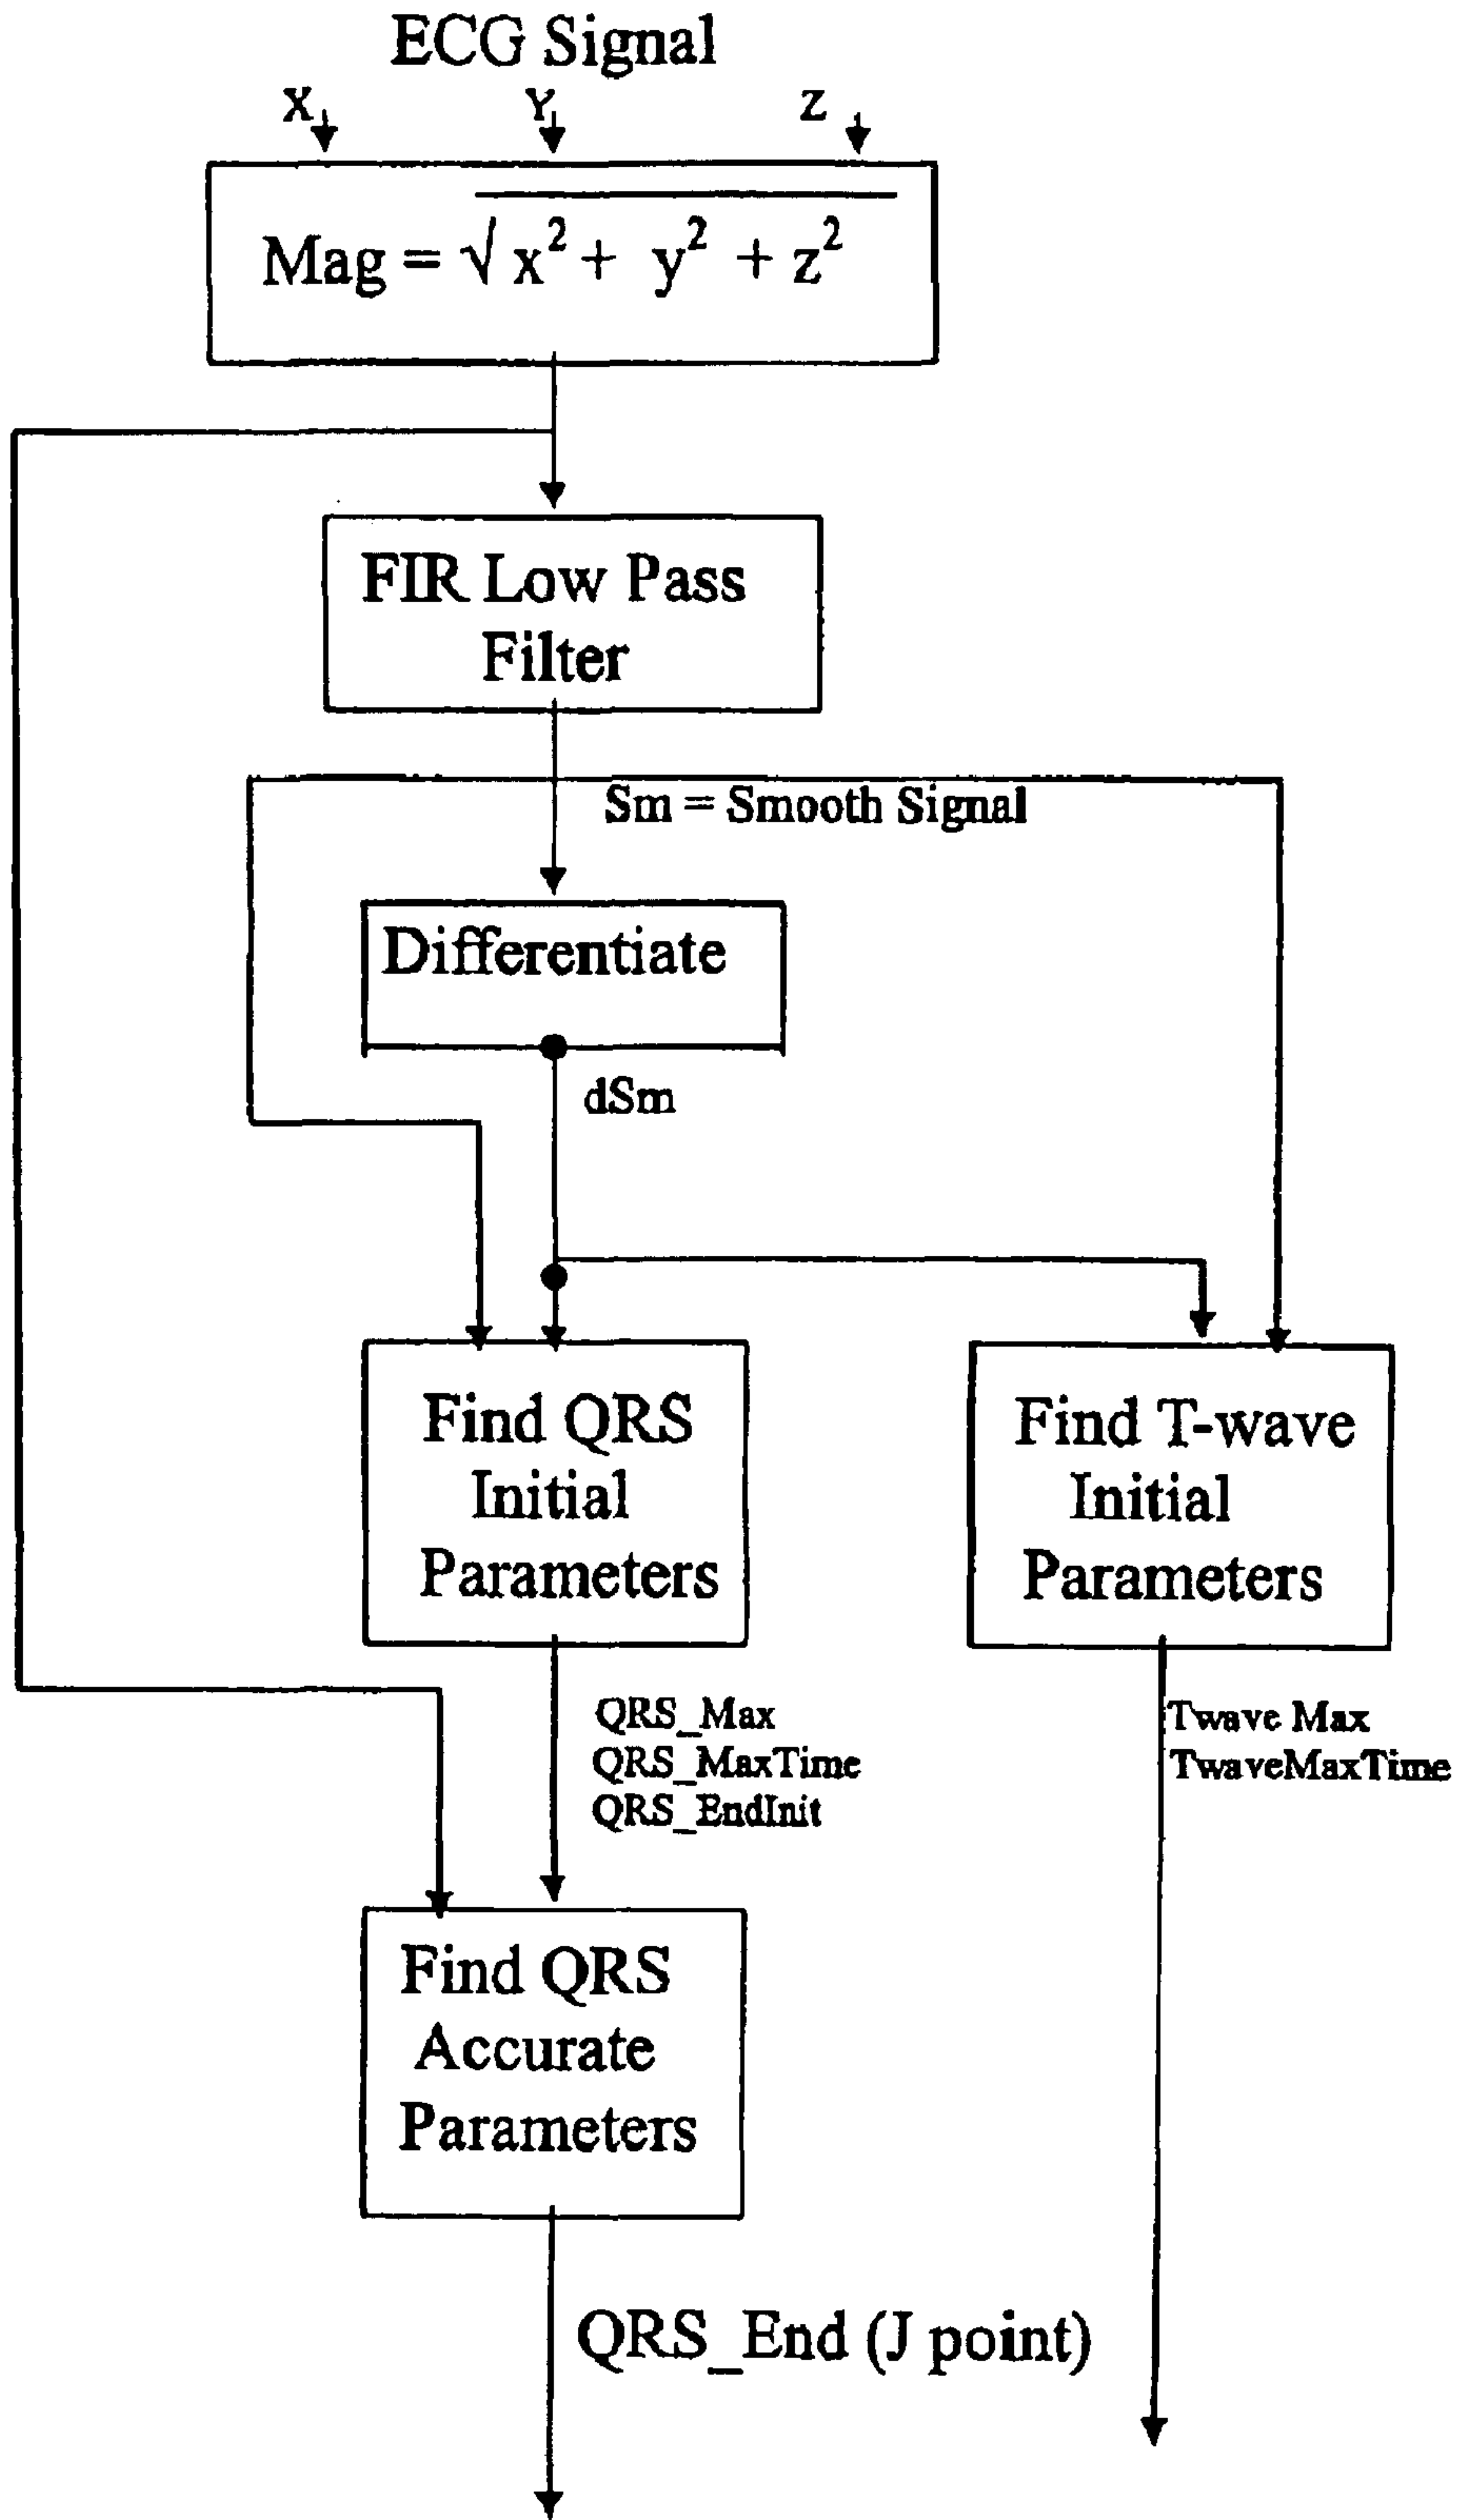 ECG Signal
X Y Z
Mag = √x² + y² + z²
FIR Low Pass
Filter
Sm = Smooth Signal
Differentiate
dSm
Find QRS
Initial
Parameters
Find T-wave
Initial
Parameters
QRS_Max
QRS_MaxTime
QRS_EndInit
Twave Max
TwaveMaxTime
Find QRS
Accurate
Parameters
QRS_End (J point)